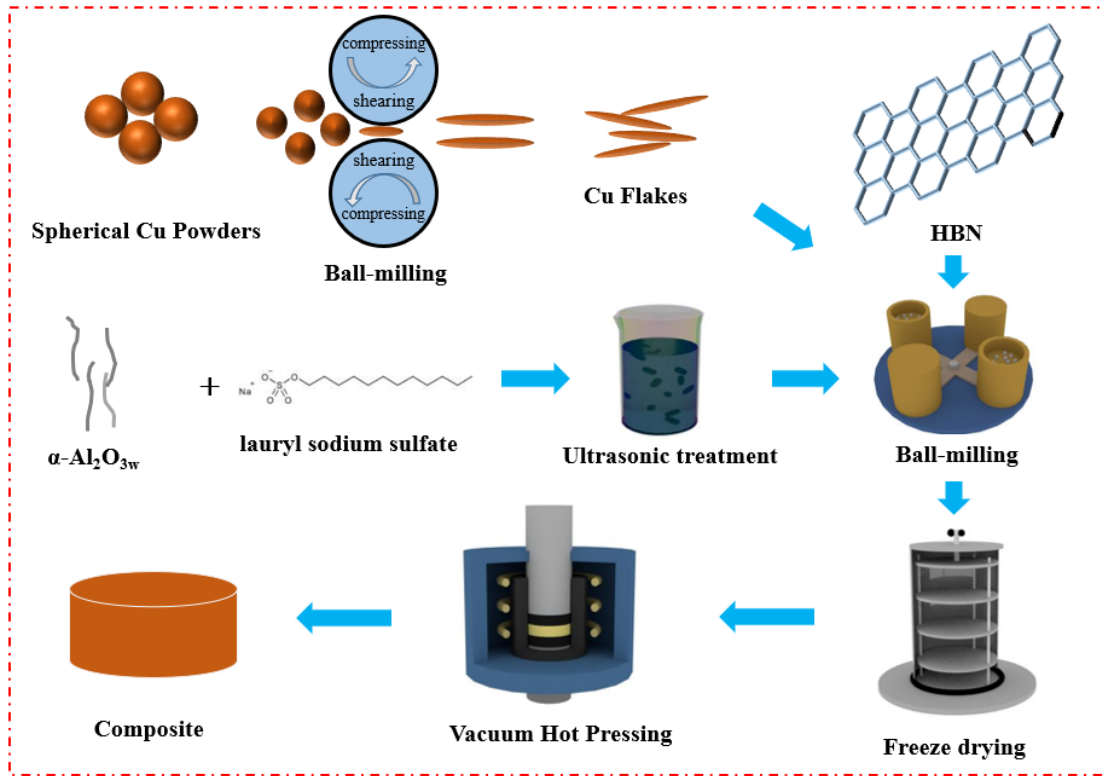 compressing
shearing
shearing
compressing
Spherical Cu Powders
Ball-milling
Cu Flakes
HBN
α-Al₂O₃w
+
Na⁺
O⁻
O
S
O
O
lauryl sodium sulfate
Ultrasonic treatment
Ball-milling
Composite
Vacuum Hot Pressing
Freeze drying